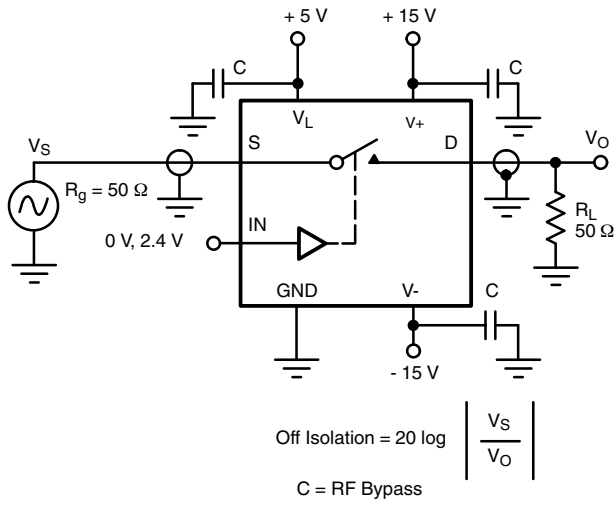 + 5 V
+ 15 V
C
C
V_L
V+
V_S
S
D
V_O
R_g = 50 Ω
R_L
50 Ω
0 V, 2.4 V
IN
GND
V-
C
- 15 V
Off Isolation = 20 log | V_S / V_O |
C = RF Bypass